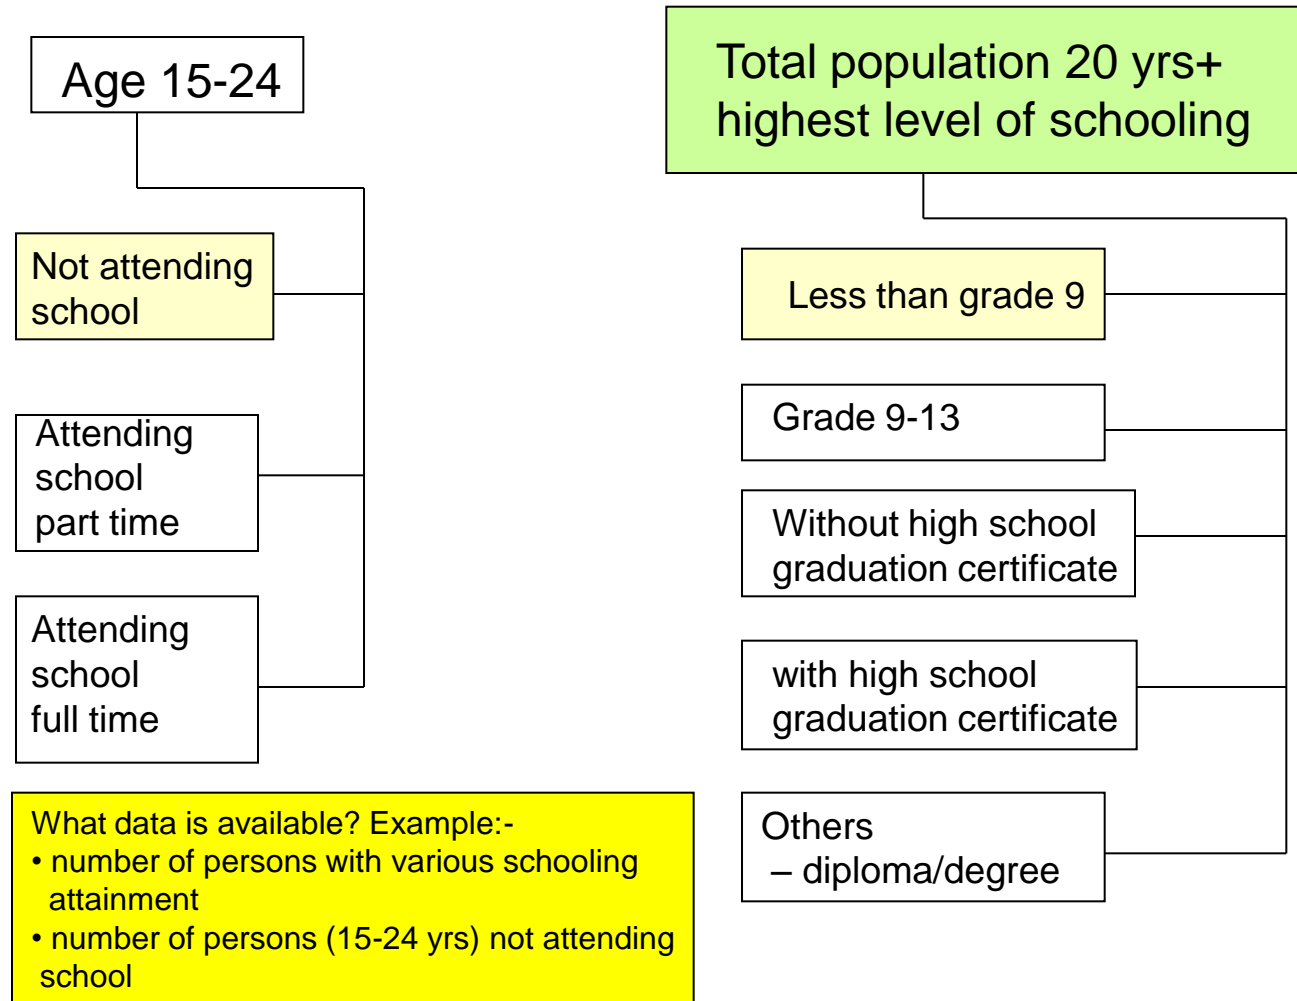 Age 15-24
Not attending
school
Attending
school
part time
Attending
school
full time
What data is available? Example:-
• number of persons with various schooling
attainment
• number of persons (15-24 yrs) not attending
school
Total population 20 yrs+
highest level of schooling
Less than grade 9
Grade 9-13
Without high school
graduation certificate
with high school
graduation certificate
Others
– diploma/degree